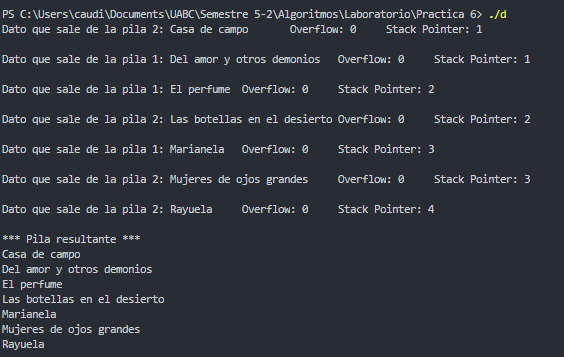 PS C:\Users\caudi\Documents\UABC\Semestre 5-2\Algoritmos\Laboratorio\Practica 6> ./d
Dato que sale de la pila 2: Casa de campo Overflow: 0 Stack Pointer: 1
Dato que sale de la pila 1: Del amor y otros demonios Overflow: 0 Stack Pointer: 1
Dato que sale de la pila 1: El perfume Overflow: 0 Stack Pointer: 2
Dato que sale de la pila 2: Las botellas en el desierto Overflow: 0 Stack Pointer: 2
Dato que sale de la pila 1: Marianela Overflow: 0 Stack Pointer: 3
Dato que sale de la pila 2: Mujeres de ojos grandes Overflow: 0 Stack Pointer: 3
Dato que sale de la pila 2: Rayuela Overflow: 0 Stack Pointer: 4
*** Pila resultante ***
Casa de campo
Del amor y otros demonios
El perfume
Las botellas en el desierto
Marianela
Mujeres de ojos grandes
Rayuela